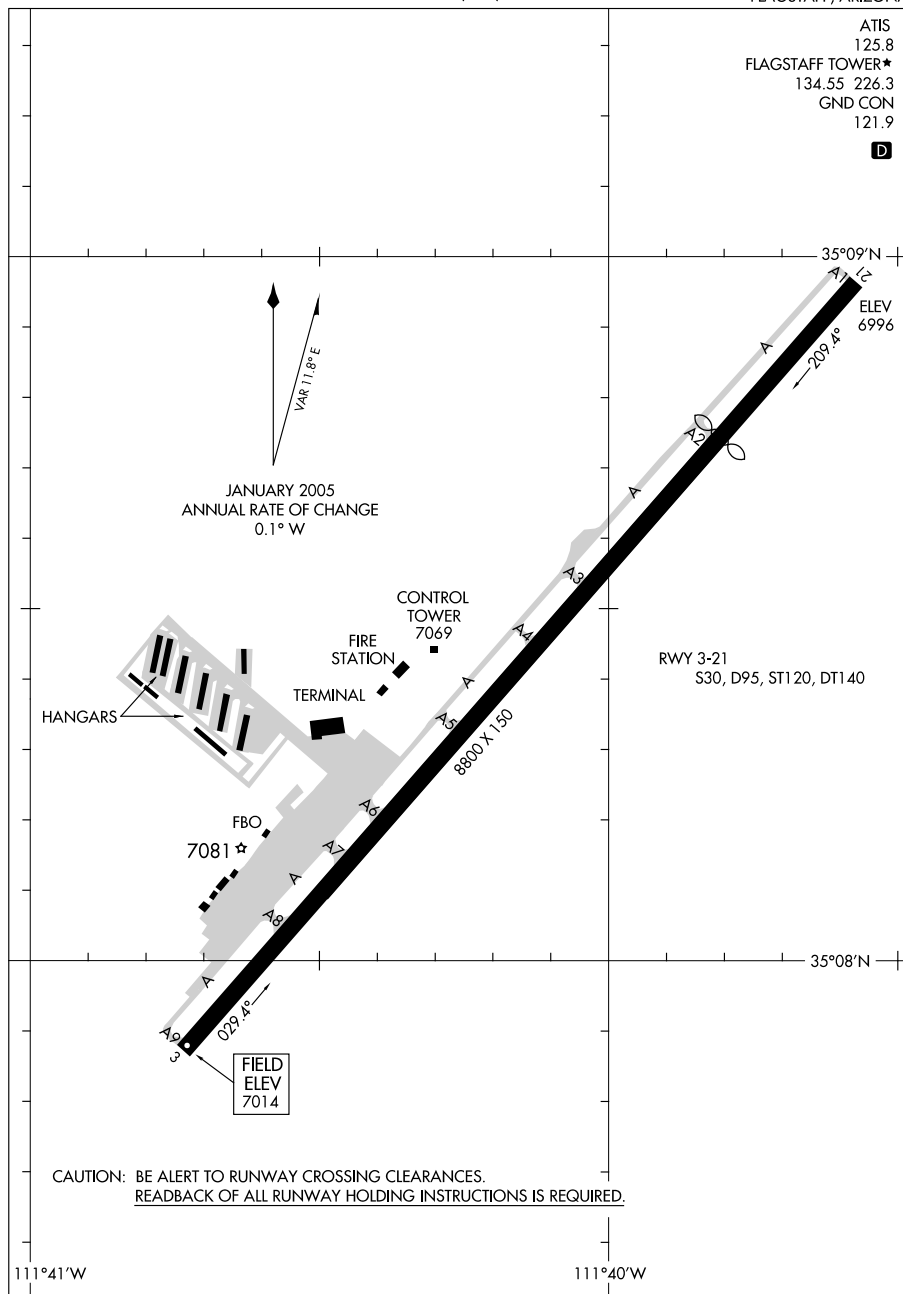 ATIS
125.8
FLAGSTAFF TOWER★
134.55 226.3
GND CON
121.9
D
35°09'N
A1
21
ELEV
6996
209.4°
A
VAR 11.8° E
A2
JANUARY 2005
ANNUAL RATE OF CHANGE
0.1° W
A
A3
CONTROL
TOWER
7069
A4
FIRE
STATION
RWY 3-21
S30, D95, ST120, DT140
A
TERMINAL
HANGARS
A5
8800 X 150
A6
FBO
7081
A7
A
A8
35°08'N
A
029.4°
A9
3
FIELD
ELEV
7014
CAUTION: BE ALERT TO RUNWAY CROSSING CLEARANCES.
READBACK OF ALL RUNWAY HOLDING INSTRUCTIONS IS REQUIRED.
111°41'W
111°40'W